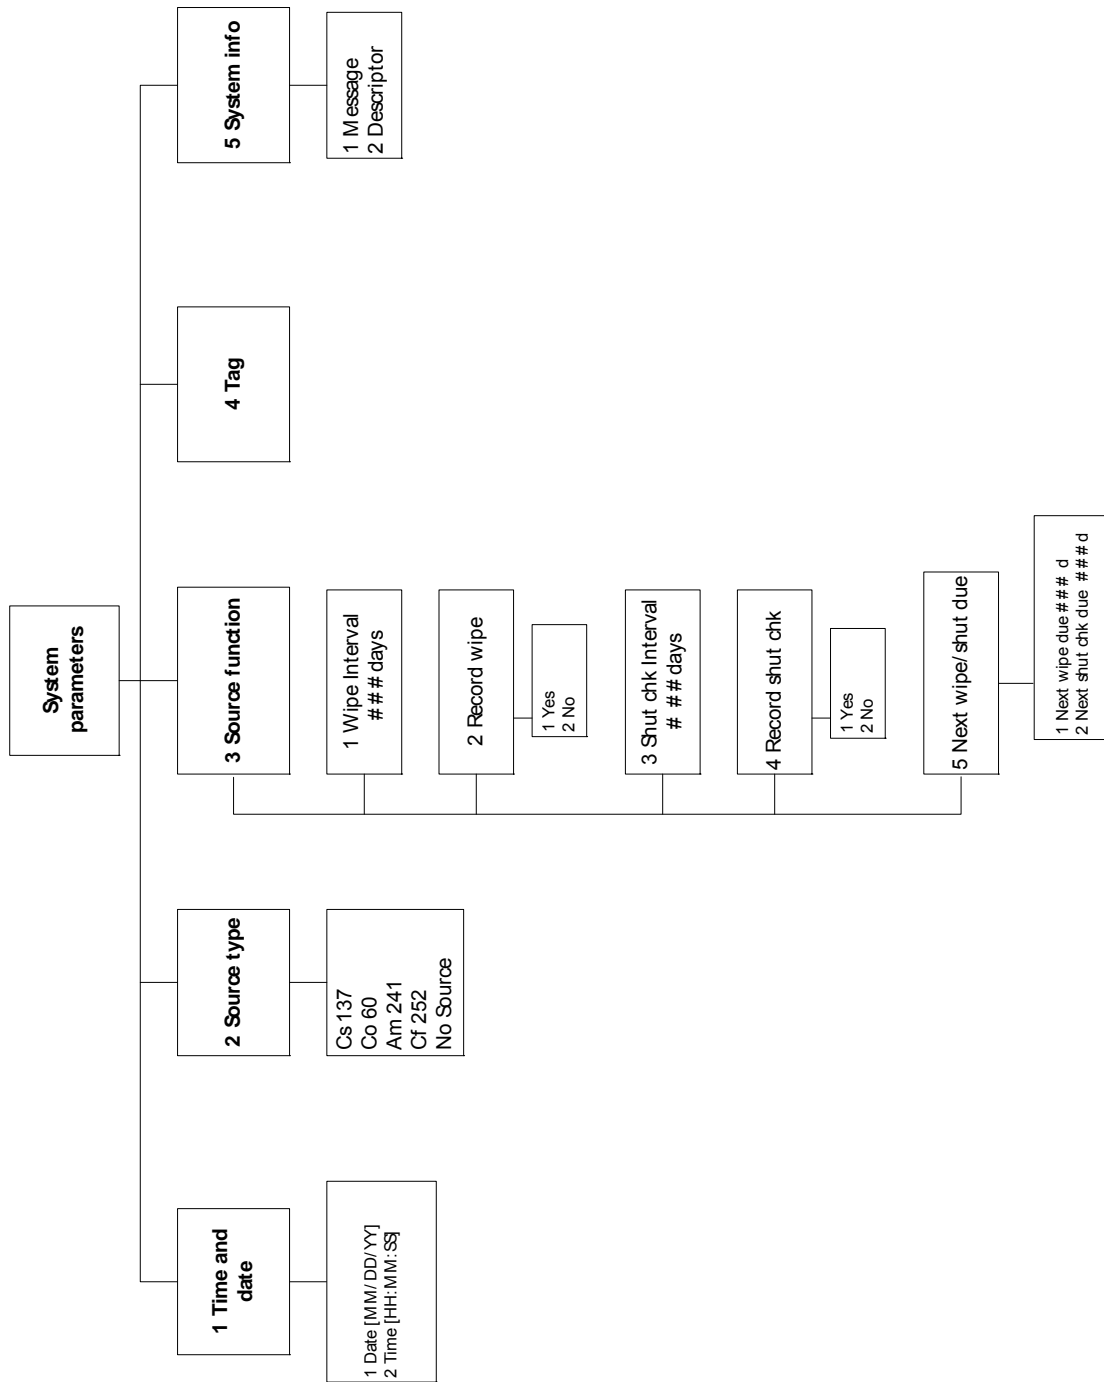 System
parameters
1 Time and
date
1 Date [MM/DD/YY]
2 Time [HH:MM:SS]
2 Source type
Cs 137
Co 60
Am 241
Cf 252
No Source
3 Source function
1 Wipe Interval
###days
2 Record wipe
1 Yes
2 No
3 Shut chk Interval
# ##days
4 Record shut chk
1 Yes
2 No
5 Next wipe/shut due
1 Next wipe due ### d
2 Next shut chk due ###d
4 Tag
5 System info
1 Message
2 Descriptor